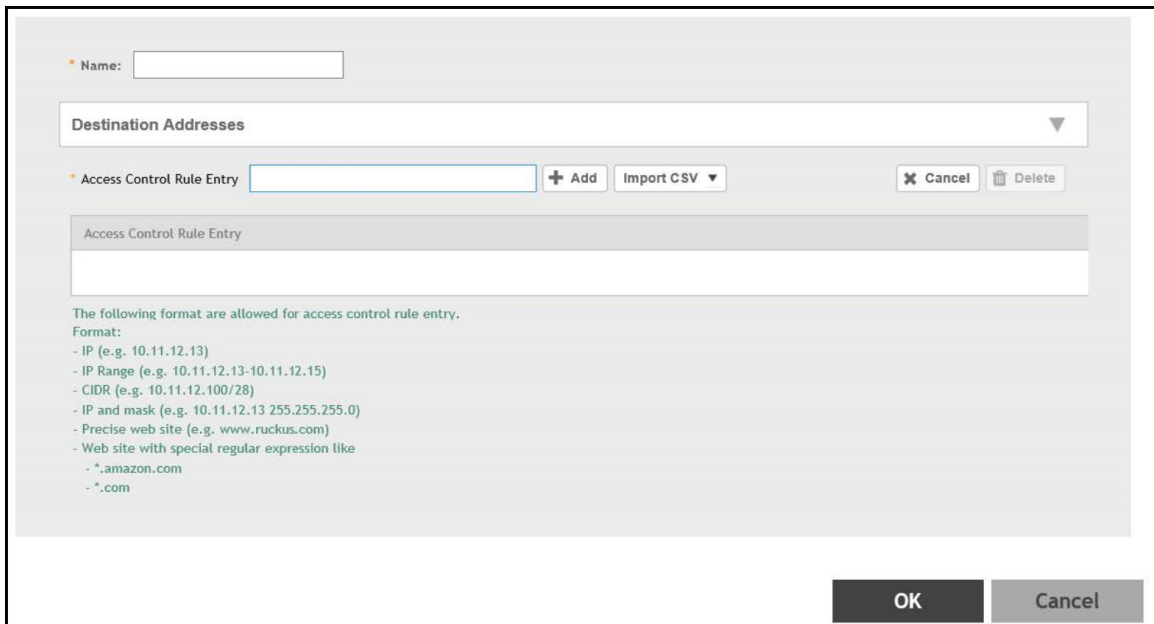 * Name:
Destination Addresses
* Access Control Rule Entry + Add Import CSV ▼ ✖ Cancel Delete
Access Control Rule Entry
The following format are allowed for access control rule entry.
Format:
- IP (e.g. 10.11.12.13)
- IP Range (e.g. 10.11.12.13-10.11.12.15)
- CIDR (e.g. 10.11.12.100/28)
- IP and mask (e.g. 10.11.12.13 255.255.255.0)
- Precise web site (e.g. www.ruckus.com)
- Web site with special regular expression like
- *.amazon.com
- *.com
OK Cancel